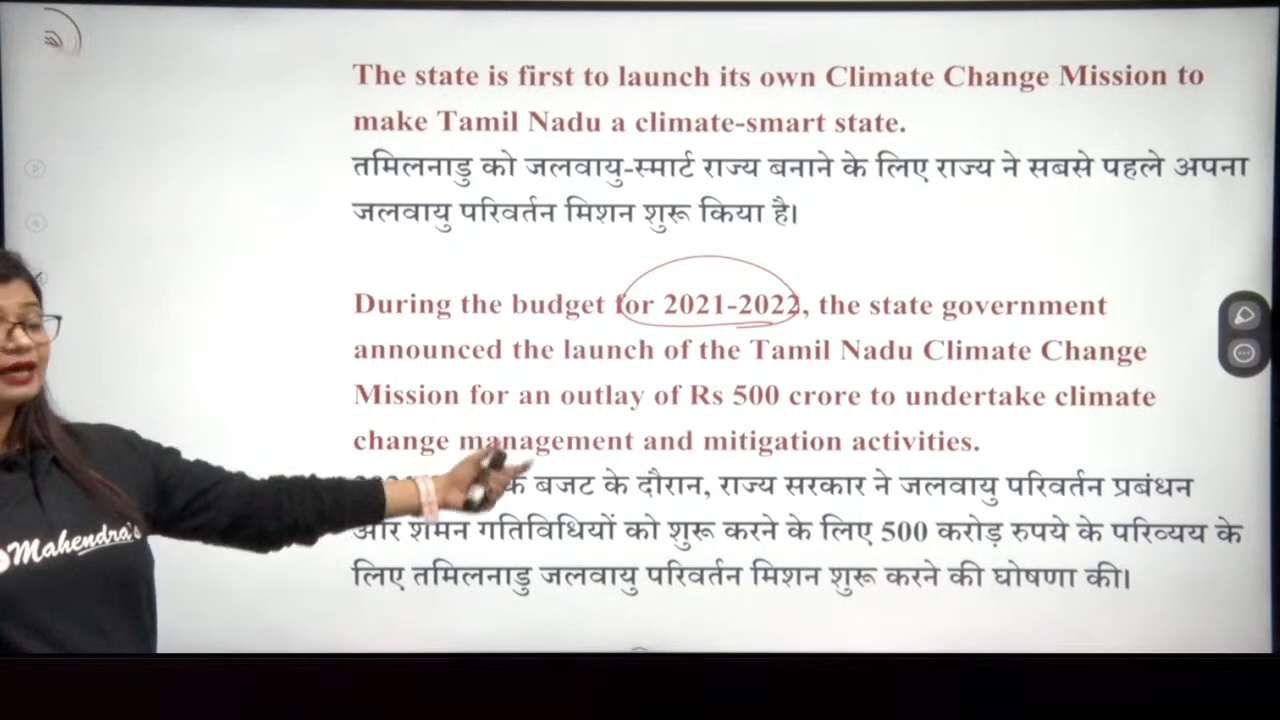 The state is first to launch its own Climate Change Mission to
make Tamil Nadu a climate-smart state.
तमिलनाडु को जलवायु-स्मार्ट राज्य बनाने के लिए राज्य ने सबसे पहले अपना
जलवायु परिवर्तन मिशन शुरू किया है।
During the budget for 2021-2022, the state government
announced the launch of the Tamil Nadu Climate Change
Mission for an outlay of Rs 500 crore to undertake climate
change management and mitigation activities.
के बजट के दौरान, राज्य सरकार ने जलवायु परिवर्तन प्रबंधन
और शमन गतिविधियों को शुरू करने के लिए 500 करोड़ रुपये के परिव्यय के
लिए तमिलनाडु जलवायु परिवर्तन मिशन शुरू करने की घोषणा की।
Mahendra's